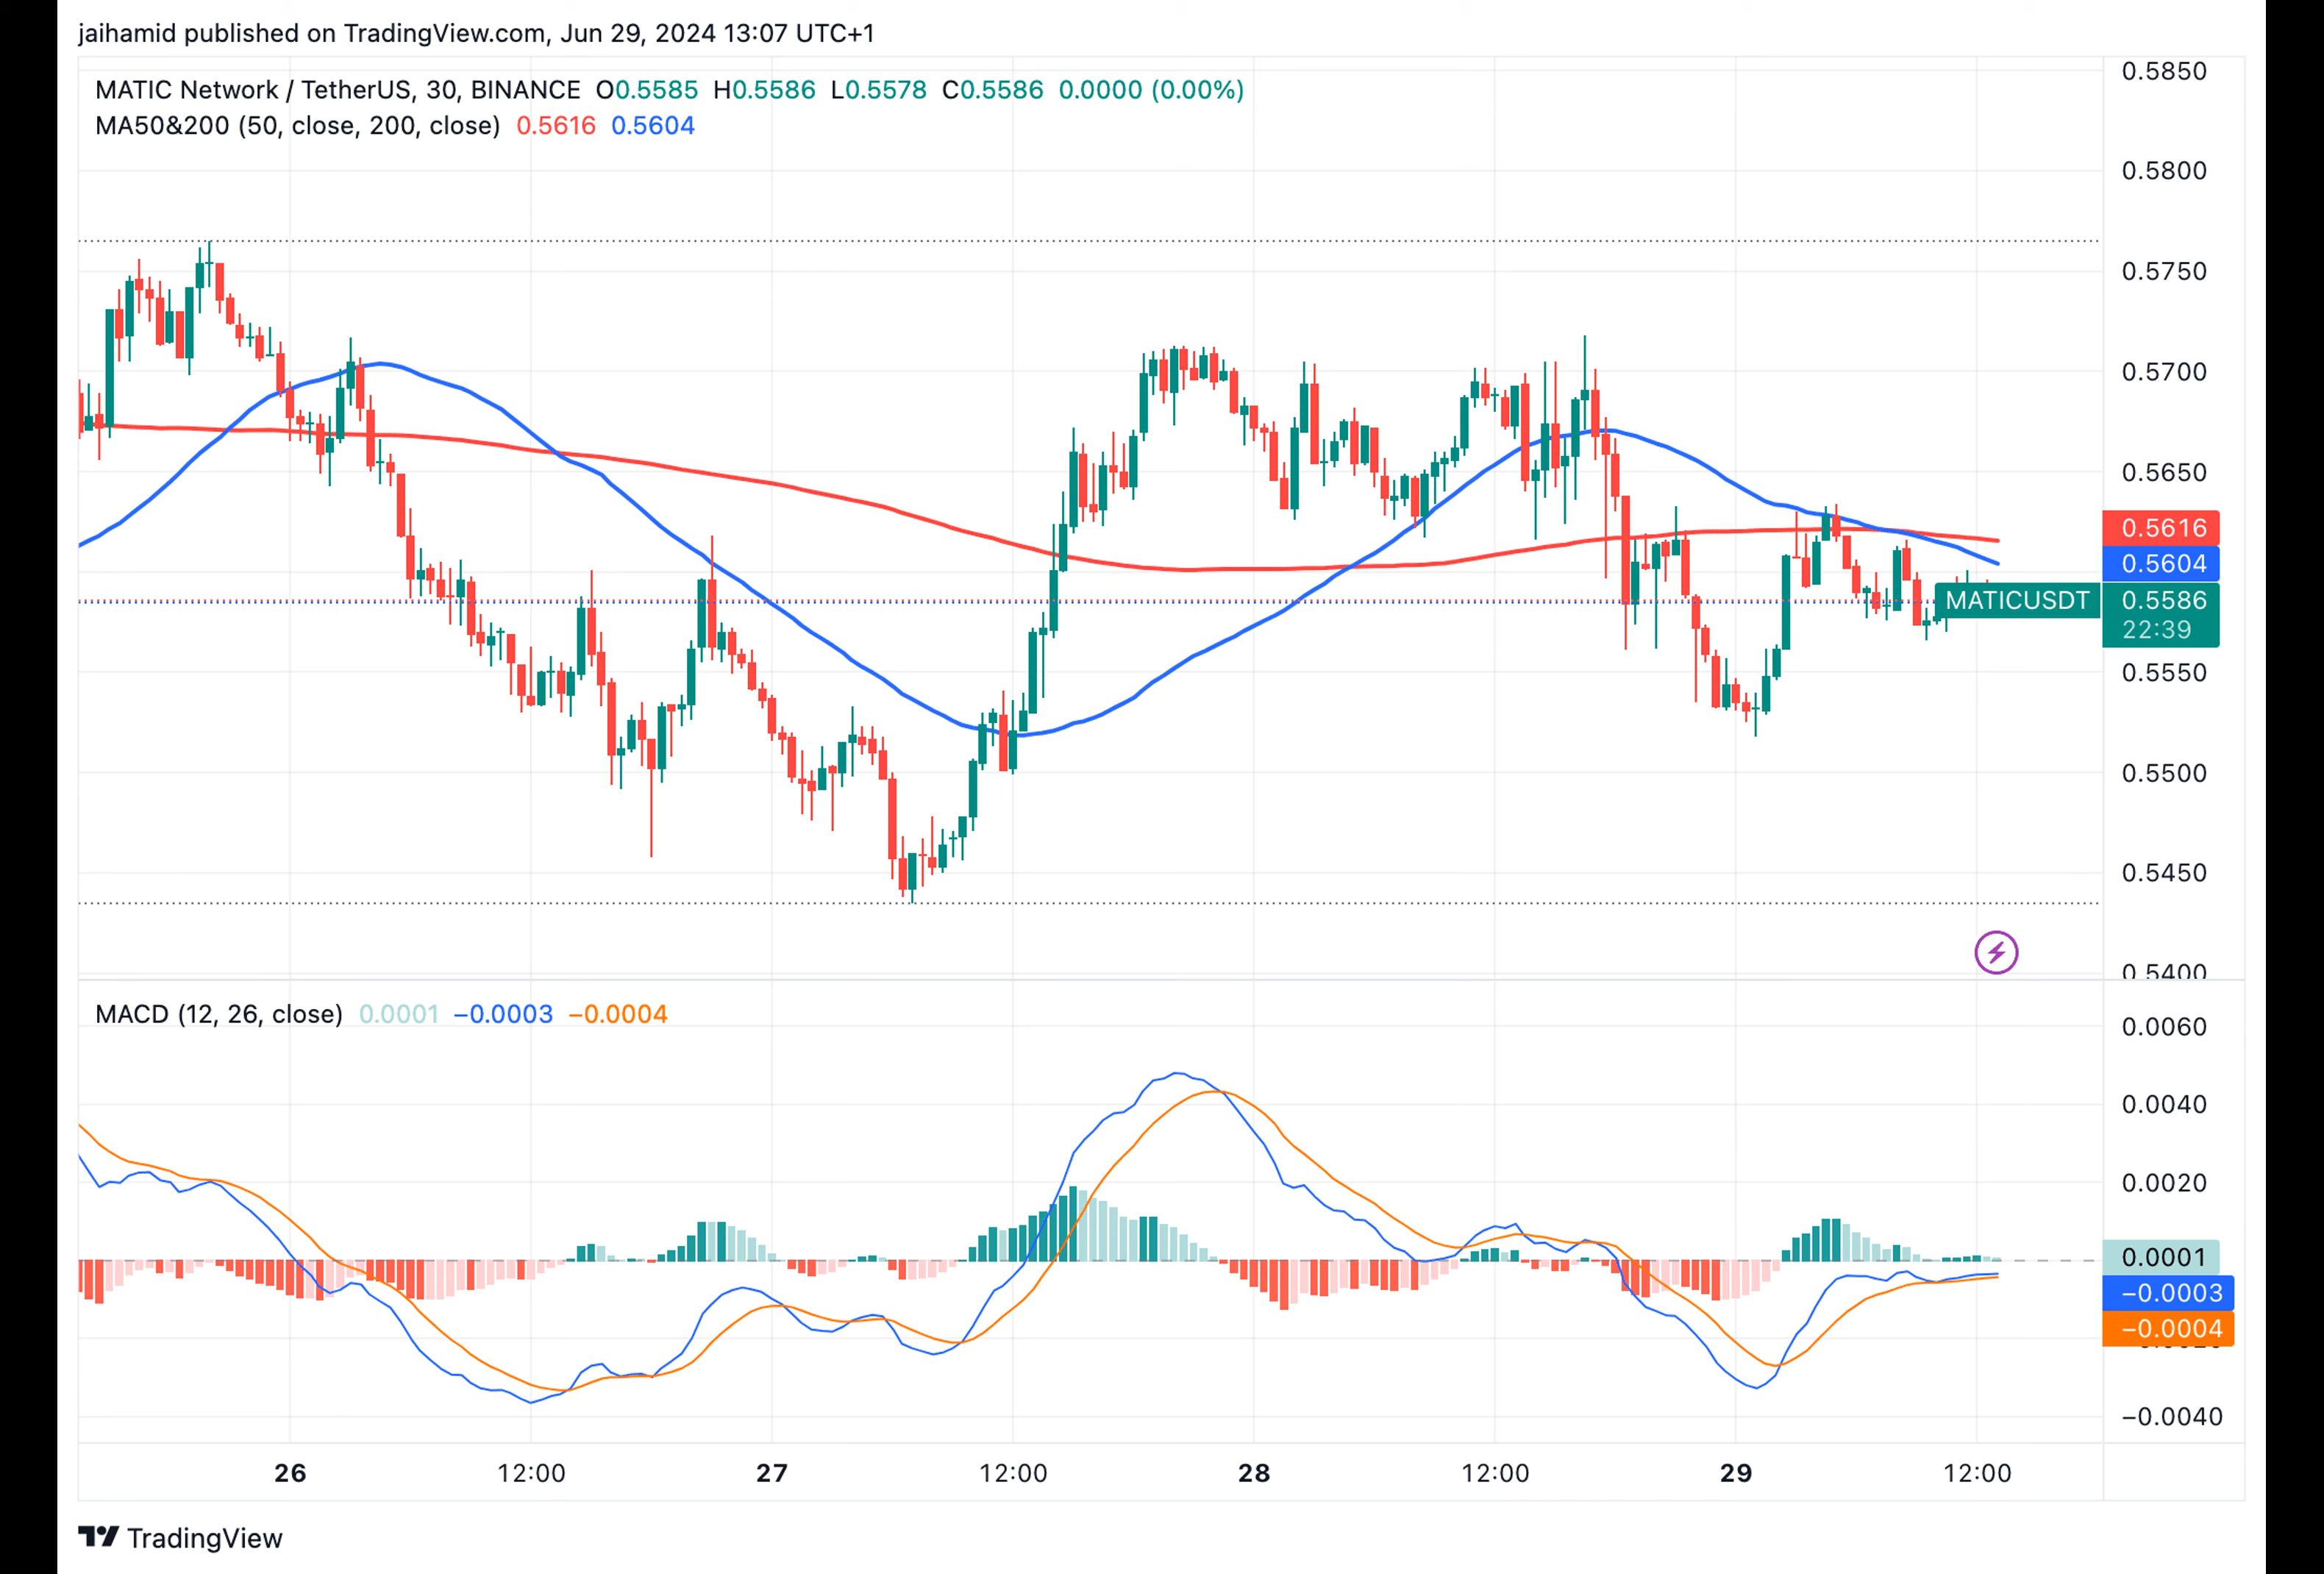 jaihamid published on TradingView.com, Jun 29, 2024 13:07 UTC+1
MATIC Network / TetherUS, 30, BINANCE O0.5585 H0.5586 L0.5578 C0.5586 0.0000 (0.00%)
MA50&200 (50, close, 200, close) 0.5616 0.5604
0.5850
0.5800
0.5750
0.5700
0.5650
0.5616
0.5604
MATICUSDT 0.5586
22:39
0.5550
0.5500
0.5450
0.5400
MACD (12, 26, close) 0.0001 −0.0003 −0.0004
0.0060
0.0040
0.0020
0.0001
−0.0003
−0.0004
−0.0040
26 12:00 27 12:00 28 12:00 29 12:00
TradingView